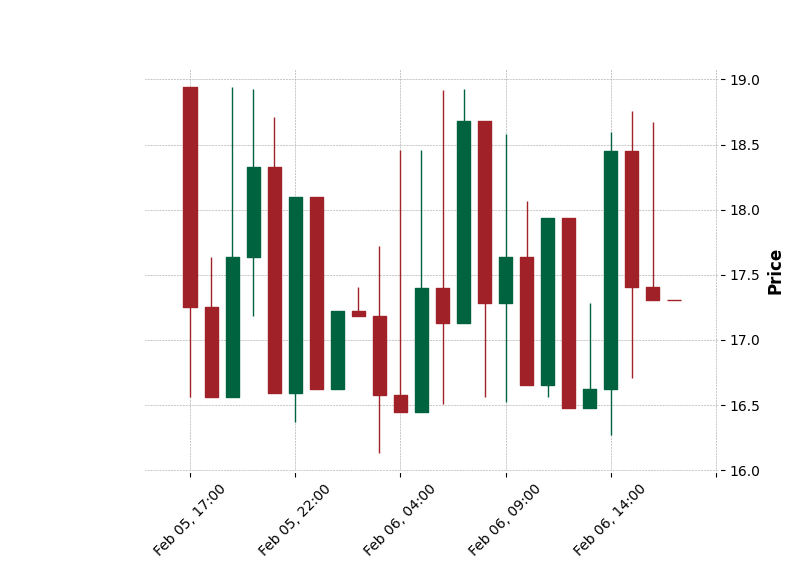 19.0
18.5
18.0
17.5
17.0
16.5
16.0
Price
Feb 05, 17:00
Feb 05, 22:00
Feb 06, 04:00
Feb 06, 09:00
Feb 06, 14:00